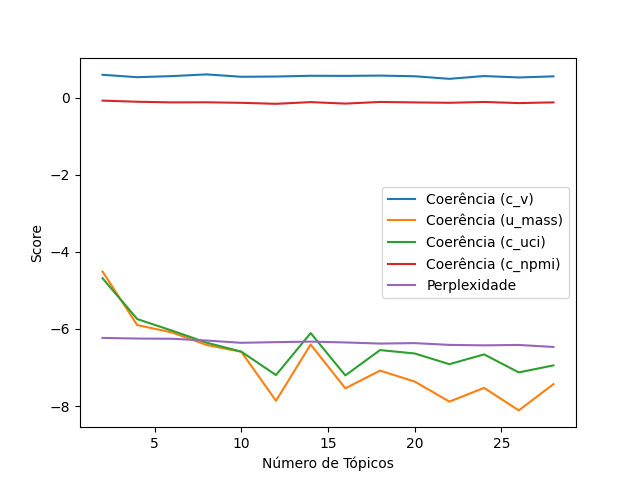 0
−2
−4
−6
−8
Score
5
10
15
20
25
Número de Tópicos
Coerência (c_v)
Coerência (u_mass)
Coerência (c_uci)
Coerência (c_npmi)
Perplexidade